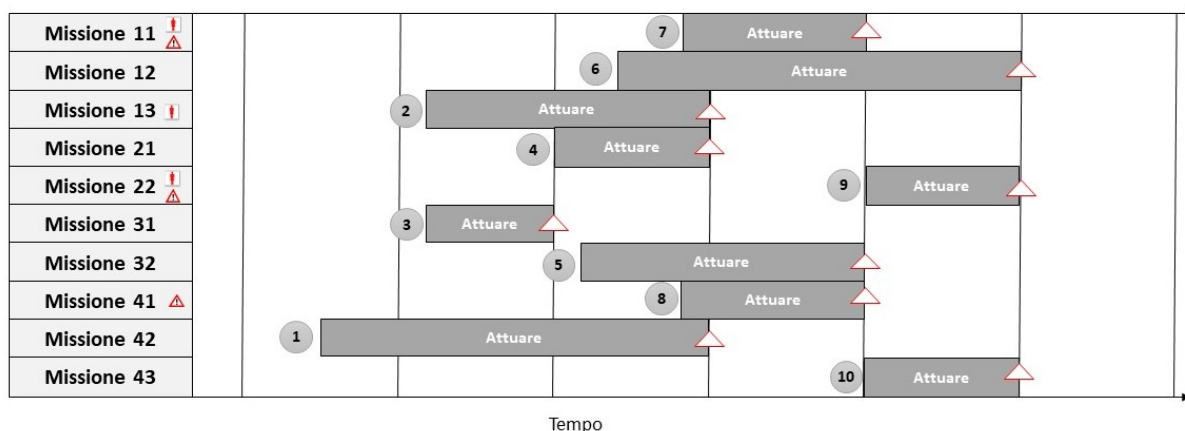 Missione 11 7 Attuare
Missione 12 6 Attuare
Missione 13 2 Attuare
Missione 21 4 Attuare
Missione 22 9 Attuare
Missione 31 3 Attuare
Missione 32 5 Attuare
Missione 41 8 Attuare
Missione 42 1 Attuare
Missione 43 10 Attuare
Tempo